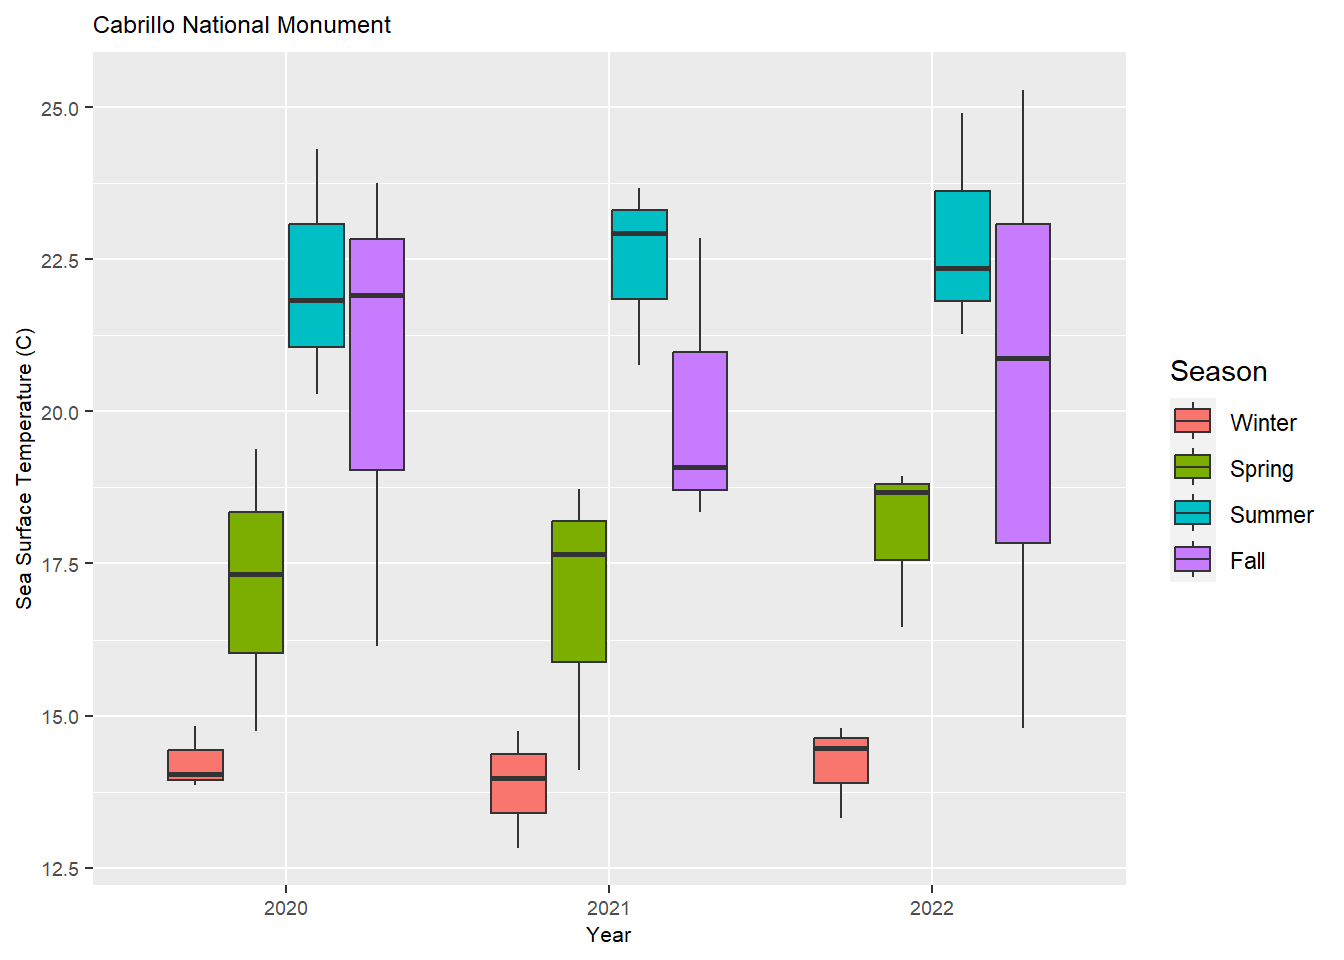 Cabrillo National Monument
25.0
22.5
20.0
17.5
15.0
12.5
Sea Surface Temperature (C)
2020 2021 2022
Year
Season
Winter
Spring
Summer
Fall